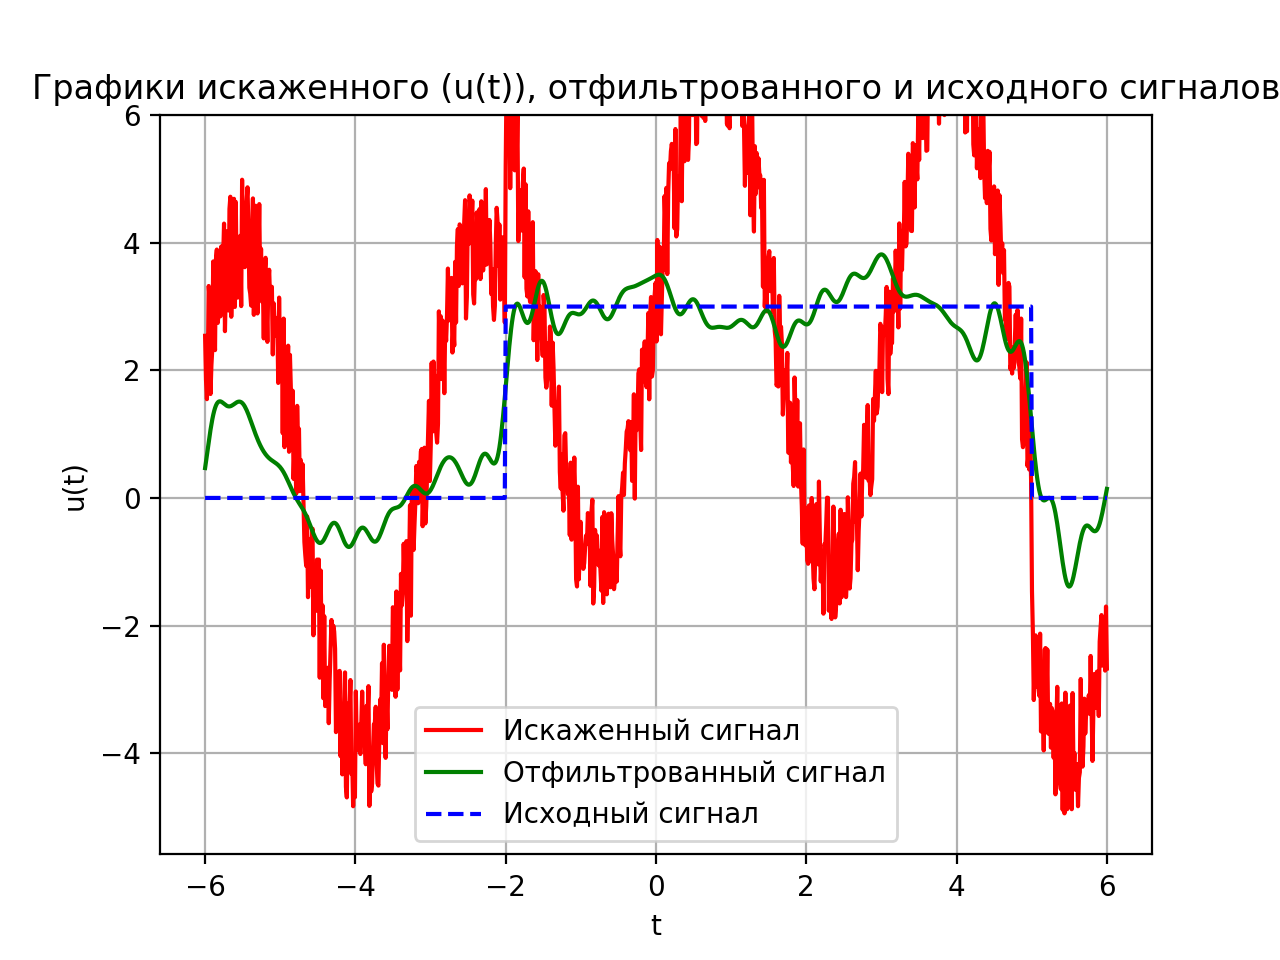 Графики искаженного (u(t)), отфильтрованного и исходного сигналов
6
4
2
0
−2
−4
u(t)
Искаженный сигнал
Отфильтрованный сигнал
Исходный сигнал
−6 −4 −2 0 2 4 6
t